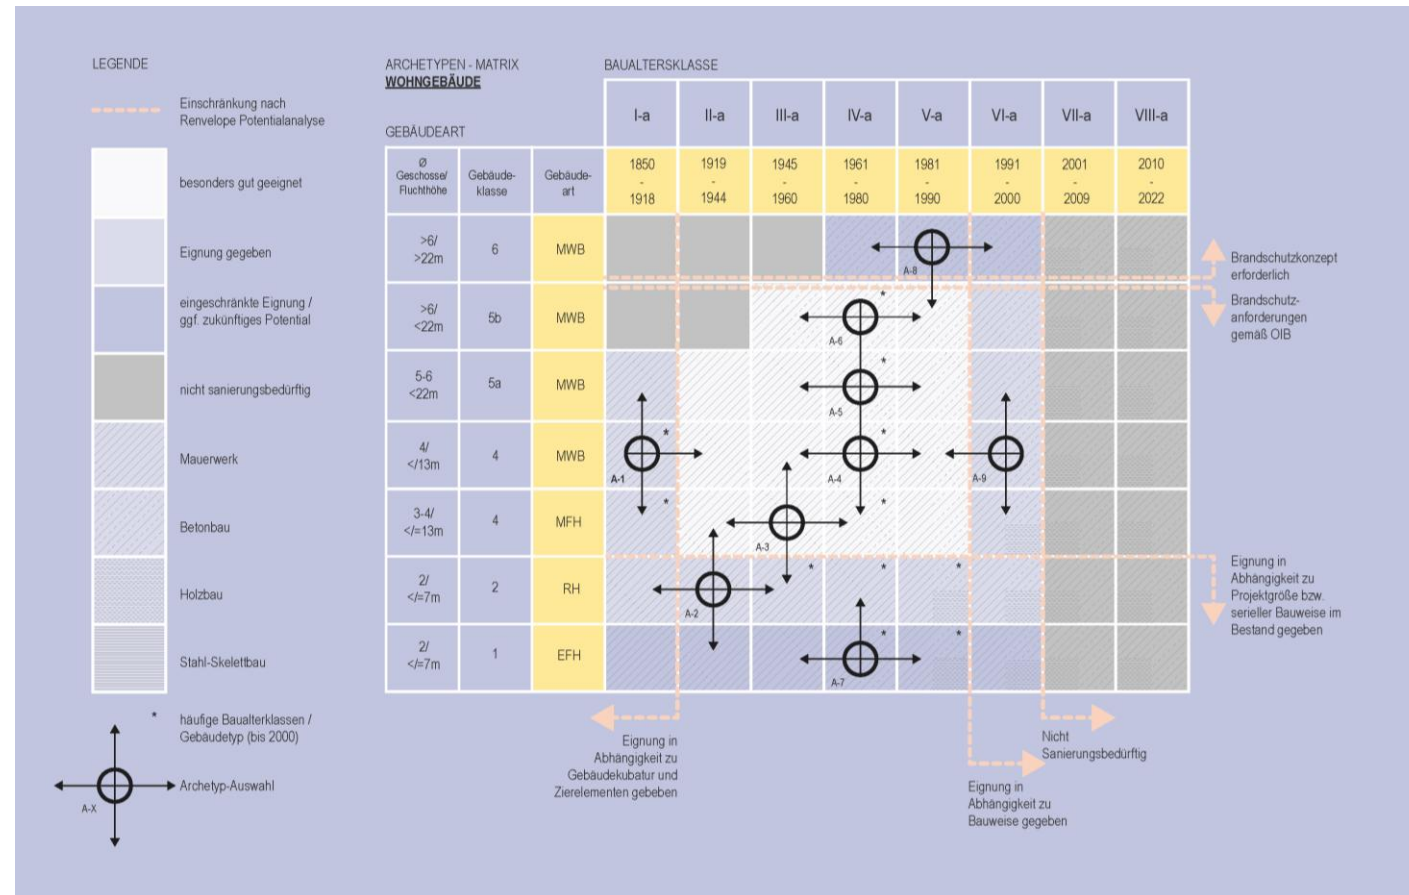 LEGENDE
Einschränkung nach
Renvelope Potentialanalyse
besonders gut geeignet
Eignung gegeben
eingeschränkte Eignung /
ggf. zukünftiges Potential
nicht sanierungsbedürftig
Mauerwerk
Betonbau
Holzbau
Stahl-Skelettbau
* häufige Baualterklassen /
Gebäudetyp (bis 2000)
Archetyp-Auswahl
A-X
ARCHETYPEN - MATRIX
WOHNGEBÄUDE
GEBÄUDEART
BAUALTERSKLASSE
I-a II-a III-a IV-a V-a VI-a VII-a VIII-a
Ø
Geschosse/
Fluchthöhe
Gebäude-
klasse
Gebäude-
art
1850
-
1918
1919
-
1944
1945
-
1960
1961
-
1980
1981
-
1990
1991
-
2000
2001
-
2009
2010
-
2022
>6/
>22m
6
MWB
A-8
>6/
<22m
5b
MWB
*
A-6
5-6
<22m
5a
MWB
*
A-5
4/
</13m
4
MWB
* *
A-1 A-4 A-9
3-4/
</=13m
4
MFH
* *
A-3
2/
</=7m
2
RH
* * *
A-2
2/
</=7m
1
EFH
* *
A-7
Brandschutzkonzept
erforderlich
Brandschutz-
anforderungen
gemäß OIB
Eignung in
Abhängigkeit zu
Projektgröße bzw.
serieller Bauweise im
Bestand gegeben
Eignung in
Abhängigkeit zu
Gebäudekubatur und
Zierelementen gebeben
Nicht
Sanierungsbedürftig
Eignung in
Abhängigkeit zu
Bauweise gegeben